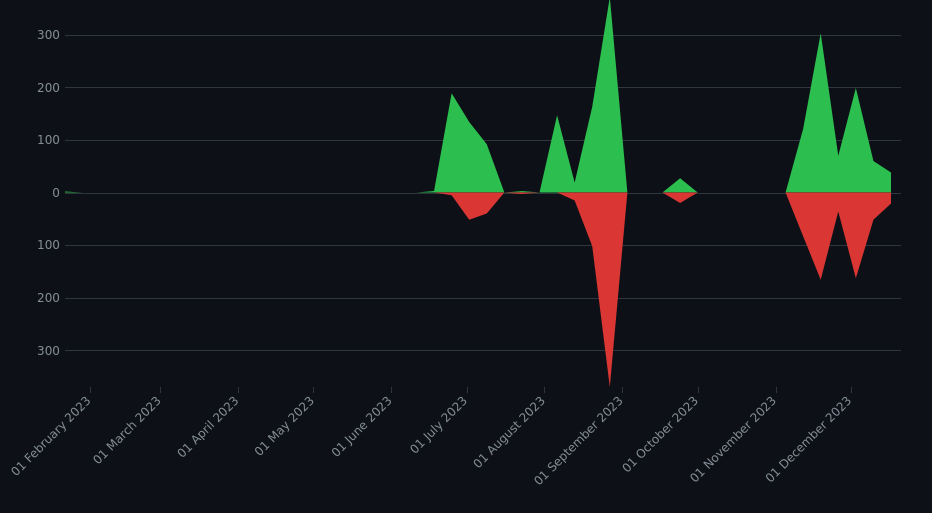 300
200
100
0
100
200
300
01 February 2023
01 March 2023
01 April 2023
01 May 2023
01 June 2023
01 July 2023
01 August 2023
01 September 2023
01 October 2023
01 November 2023
01 December 2023